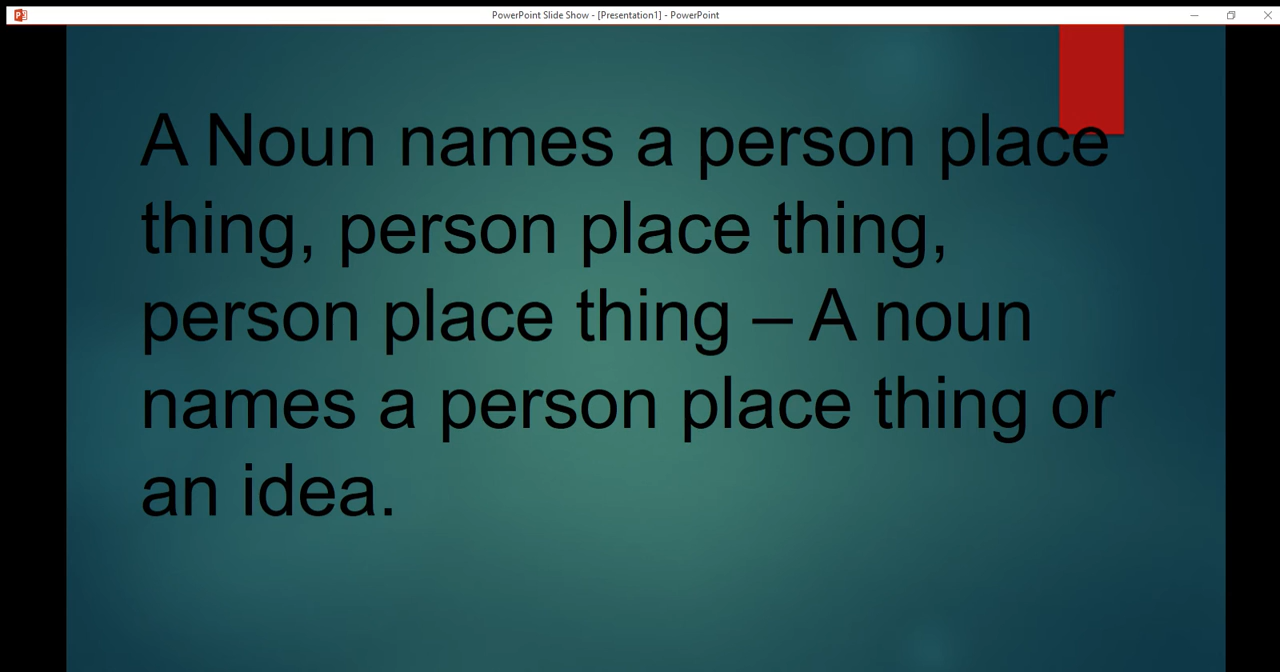 PowerPoint Slide Show - [Presentation1] - PowerPoint
A Noun names a person place
thing, person place thing,
person place thing – A noun
names a person place thing or
an idea.